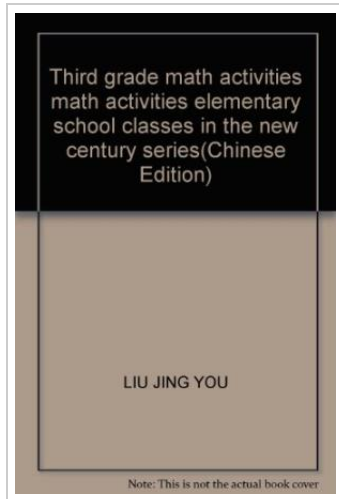 Third grade math activities
math activities elementary
school classes in the new
century series(Chinese
Edition)
LIU JING YOU
Note: This is not the actual book cover